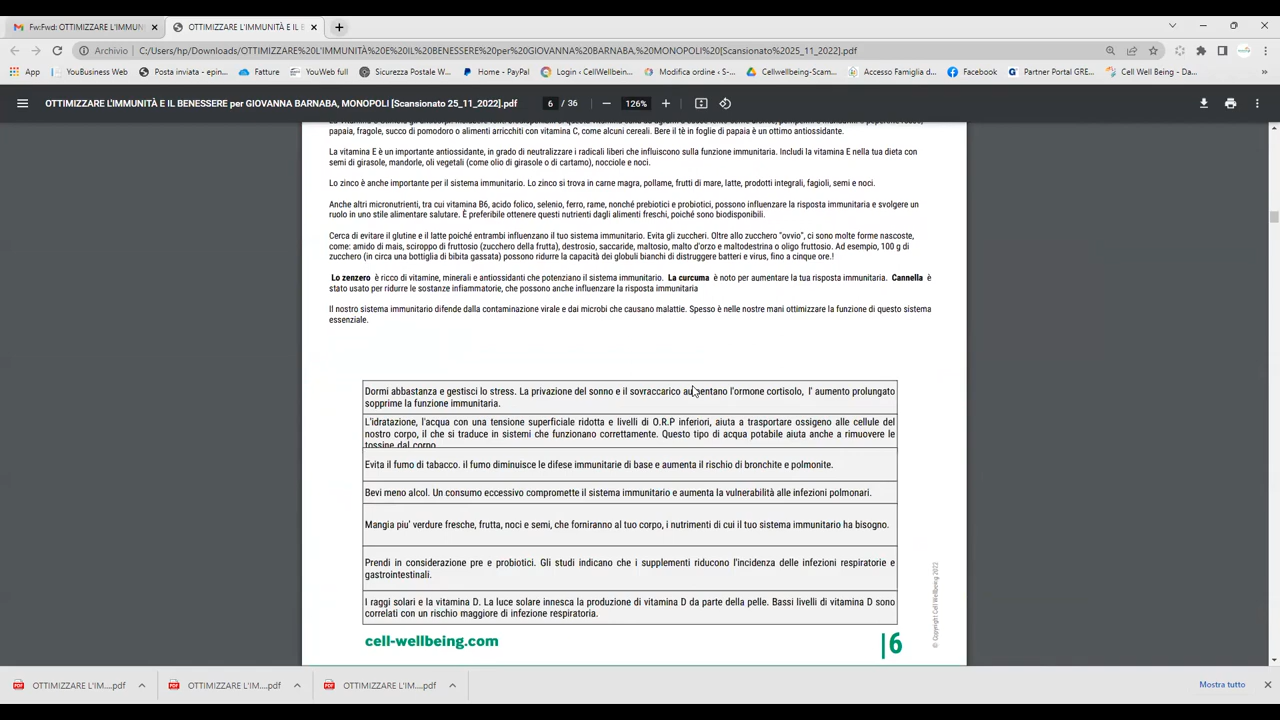 Fw:Fwd: OTTIMIZZARE L'IMMUN
OTTIMIZZARE L'IMMUNITÀ E IL B
Archivio
C:/Users/hp/Downloads/OTTIMIZZARE%20L'IMMUNITÀ%20E%20IL%20BENESSERE%20per%20GIOVANNA%20BARNABA,%20MONOPOLI%20[Scansionato%2025_11_2022].pdf
App
YouBusiness Web
Posta inviata - epin...
Fatture
YouWeb full
Sicurezza Postale W...
Home - PayPal
Login ‹ CellWellbein...
Modifica ordine ‹ S-...
Cellwellbeing-Scam...
Accesso Famiglia d...
Facebook
Partner Portal GRE...
Cell Well Being - Da...
OTTIMIZZARE L'IMMUNITÀ E IL BENESSERE per GIOVANNA BARNABA, MONOPOLI [Scansionato 25_11_2022].pdf
6 / 36
126%
papaia, fragole, succo di pomodoro o alimenti arricchiti con vitamina C, come alcuni cereali. Bere il tè in foglie di papaia è un ottimo antiossidante.
La vitamina E è un importante antiossidante, in grado di neutralizzare i radicali liberi che influiscono sulla funzione immunitaria. Includi la vitamina E nella tua dieta con
semi di girasole, mandorle, oli vegetali (come olio di girasole o di cartamo), nocciole e noci.
Lo zinco è anche importante per il sistema immunitario. Lo zinco si trova in carne magra, pollame, frutti di mare, latte, prodotti integrali, fagioli, semi e noci.
Anche altri micronutrienti, tra cui vitamina B6, acido folico, selenio, ferro, rame, nonché prebiotici e probiotici, possono influenzare la risposta immunitaria e svolgere un
ruolo in uno stile alimentare salutare. È preferibile ottenere questi nutrienti dagli alimenti freschi, poiché sono biodisponibili.
Cerca di evitare il glutine e il latte poiché entrambi influenzano il tuo sistema immunitario. Evita gli zuccheri. Oltre allo zucchero "ovvio", ci sono molte forme nascoste,
come: amido di mais, sciroppo di fruttosio (zucchero della frutta), destrosio, saccaride, maltosio, malto d'orzo e maltodestrina o oligo fruttosio. Ad esempio, 100 g di
zucchero (in circa una bottiglia di bibita gassata) possono ridurre la capacità dei globuli bianchi di distruggere batteri e virus, fino a cinque ore.!
Lo zenzero è ricco di vitamine, minerali e antiossidanti che potenziano il sistema immunitario. La curcuma è noto per aumentare la tua risposta immunitaria. Cannella è
stato usato per ridurre le sostanze infiammatorie, che possono anche influenzare la risposta immunitaria
Il nostro sistema immunitario difende dalla contaminazione virale e dai microbi che causano malattie. Spesso è nelle nostre mani ottimizzare la funzione di questo sistema
essenziale.
Dormi abbastanza e gestisci lo stress. La privazione del sonno e il sovraccarico aumentano l'ormone cortisolo, l' aumento prolungato
sopprime la funzione immunitaria.
L'idratazione, l'acqua con una tensione superficiale ridotta e livelli di O.R.P inferiori, aiuta a trasportare ossigeno alle cellule del
nostro corpo, il che si traduce in sistemi che funzionano correttamente. Questo tipo di acqua potabile aiuta anche a rimuovere le
tossine dal corpo
Evita il fumo di tabacco. il fumo diminuisce le difese immunitarie di base e aumenta il rischio di bronchite e polmonite.
Bevi meno alcol. Un consumo eccessivo compromette il sistema immunitario e aumenta la vulnerabilità alle infezioni polmonari.
Mangia piu' verdure fresche, frutta, noci e semi, che forniranno al tuo corpo, i nutrimenti di cui il tuo sistema immunitario ha bisogno.
Prendi in considerazione pre e probiotici. Gli studi indicano che i supplementi riducono l'incidenza delle infezioni respiratorie e
gastrointestinali.
I raggi solari e la vitamina D. La luce solare innesca la produzione di vitamina D da parte della pelle. Bassi livelli di vitamina D sono
correlati con un rischio maggiore di infezione respiratoria.
cell-wellbeing.com
|6
© Copyright Cell Wellbeing 2022
OTTIMIZZARE L'IM....pdf
OTTIMIZZARE L'IM....pdf
OTTIMIZZARE L'IM....pdf
Mostra tutto